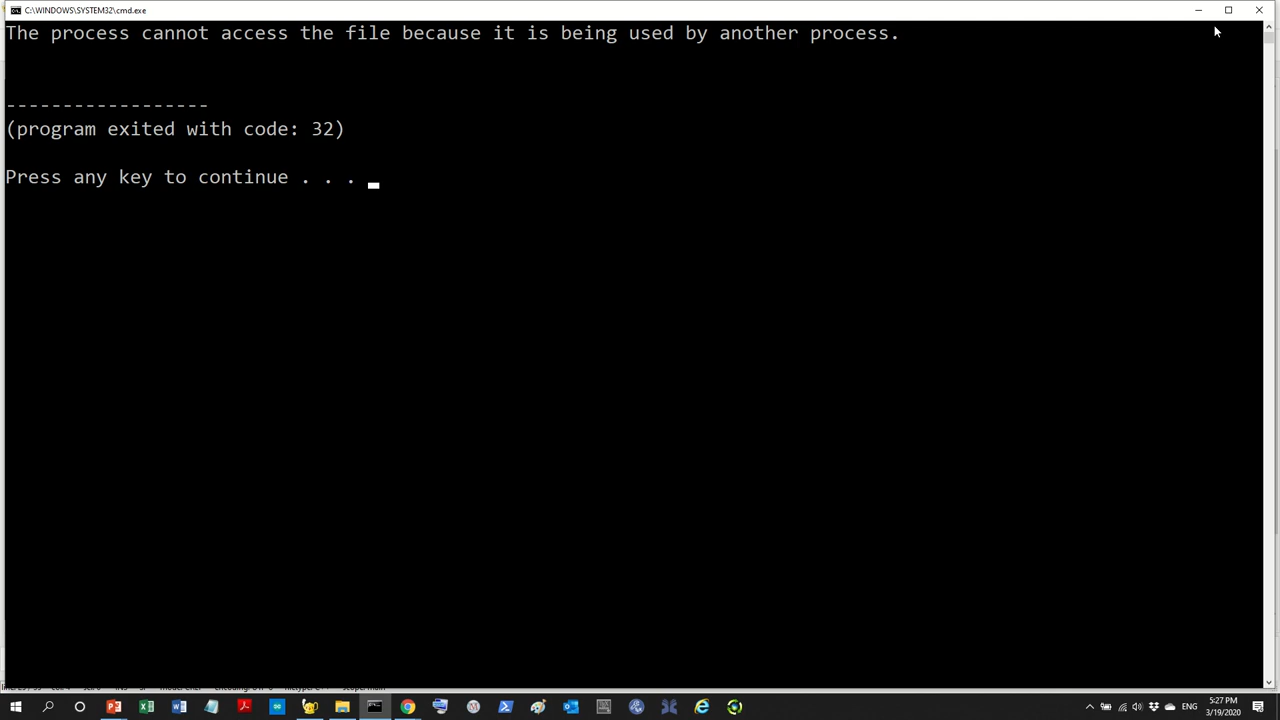 C:\WINDOWS\SYSTEM32\cmd.exe
The process cannot access the file because it is being used by another process.
------------------
(program exited with code: 32)
Press any key to continue . . .
ENG
5:27 PM
3/19/2020